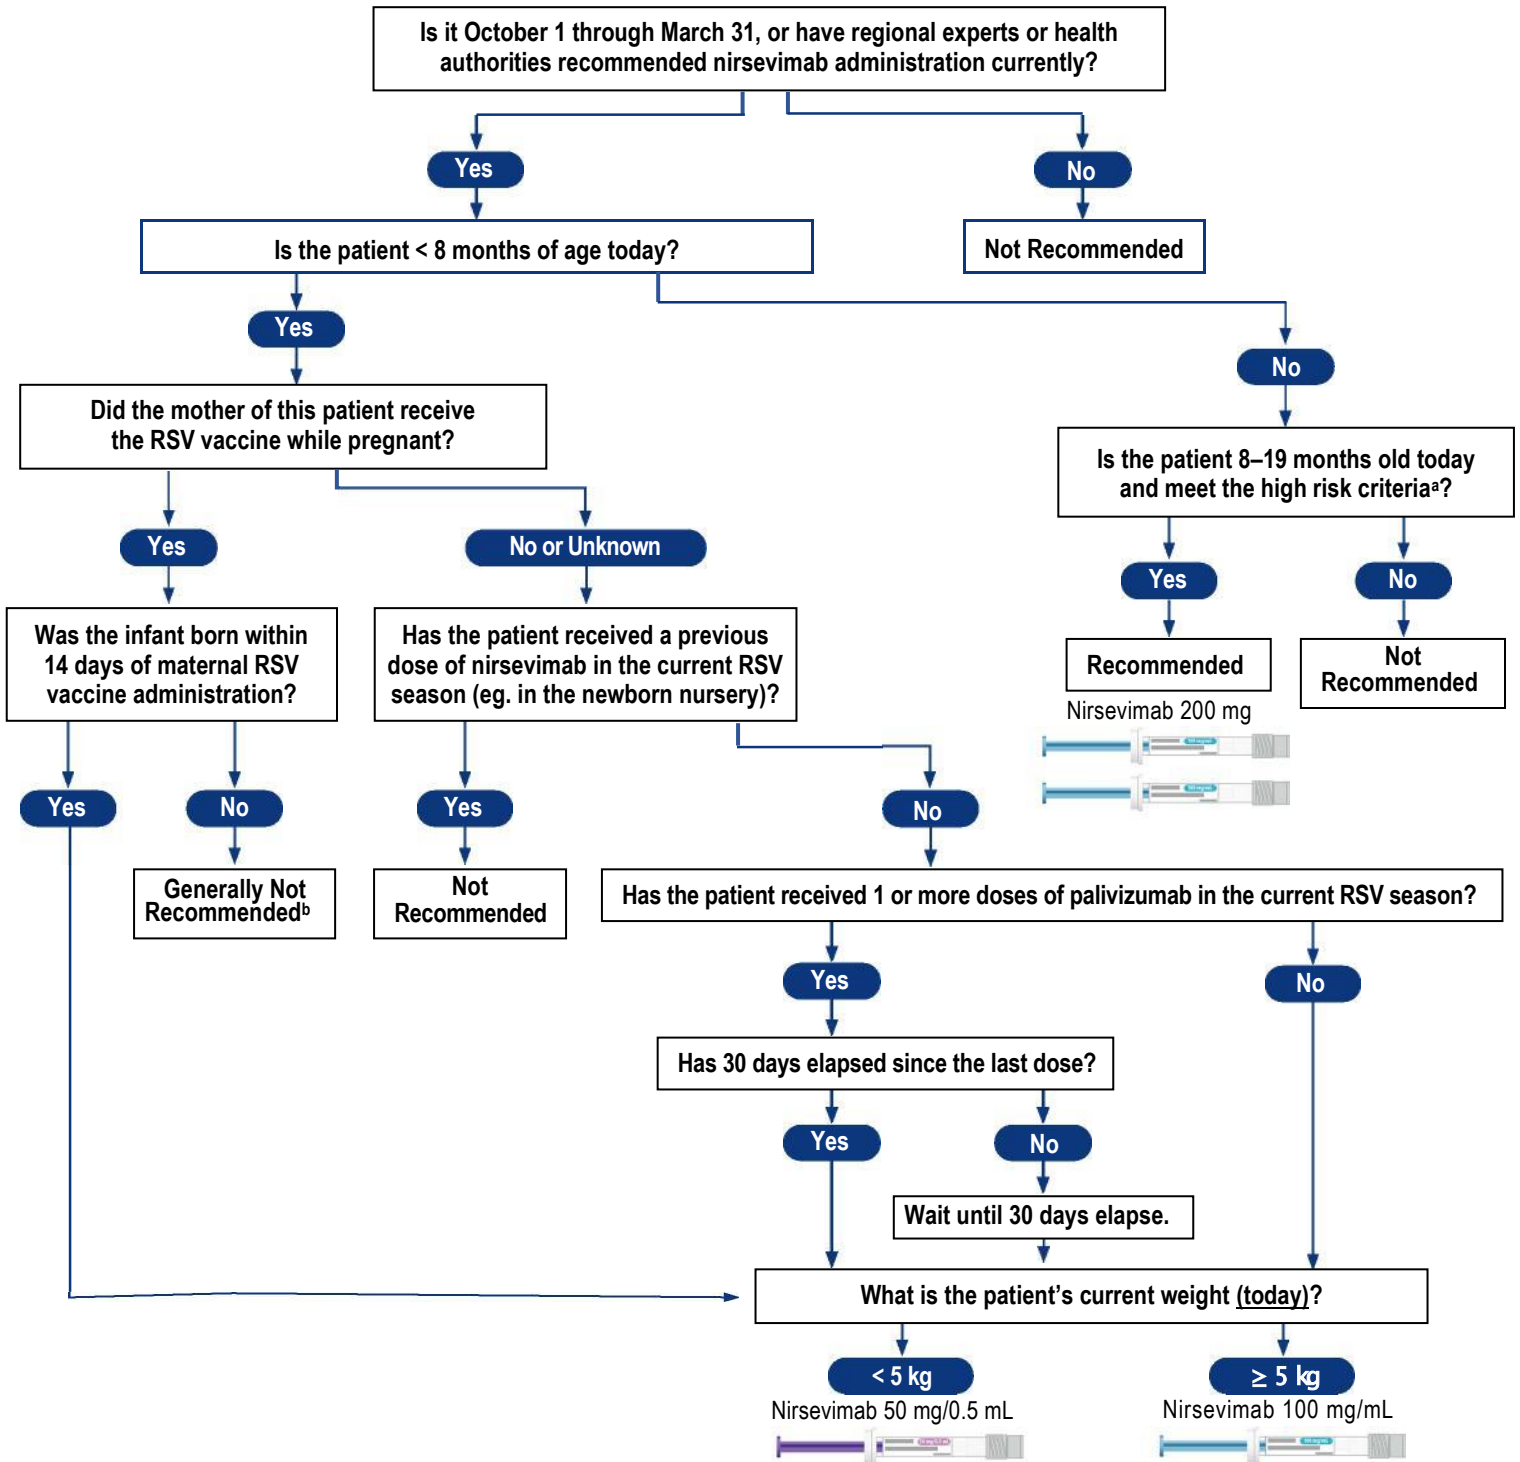 Is it October 1 through March 31, or have regional experts or health
authorities recommended nirsevimab administration currently?
Yes
No
Is the patient < 8 months of age today?
Not Recommended
Yes
No
Did the mother of this patient receive
the RSV vaccine while pregnant?
Is the patient 8–19 months old today
and meet the high risk criteriaᵃ?
Yes
No or Unknown
Yes
No
Was the infant born within
14 days of maternal RSV
vaccine administration?
Has the patient received a previous
dose of nirsevimab in the current RSV
season (eg. in the newborn nursery)?
Recommended
Not
Recommended
Nirsevimab 200 mg
Yes
No
Yes
No
Generally Not
Recommendedᵇ
Not
Recommended
Has the patient received 1 or more doses of palivizumab in the current RSV season?
Yes
No
Has 30 days elapsed since the last dose?
Yes
No
Wait until 30 days elapse.
What is the patient’s current weight (today)?
< 5 kg
≥ 5 kg
Nirsevimab 50 mg/0.5 mL
Nirsevimab 100 mg/mL